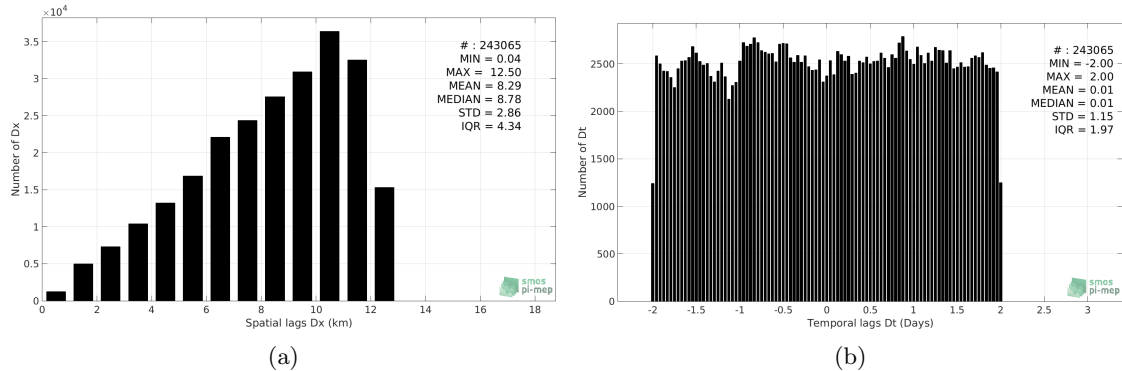 ×10⁴
3.5
3
2.5
2
1.5
1
0.5
0
Number of Dx
# : 243065
MIN = 0.04
MAX = 12.50
MEAN = 8.29
MEDIAN = 8.78
STD = 2.86
IQR = 4.34
smos
pi-mep
0 2 4 6 8 10 12 14 16 18
Spatial lags Dx (km)
(a)
2500
2000
1500
1000
500
0
Number of Dt
# : 243065
MIN = -2.00
MAX = 2.00
MEAN = 0.01
MEDIAN = 0.01
STD = 1.15
IQR = 1.97
smos
pi-mep
-2 -1.5 -1 -0.5 0 0.5 1 1.5 2 2.5 3
Temporal lags Dt (Days)
(b)